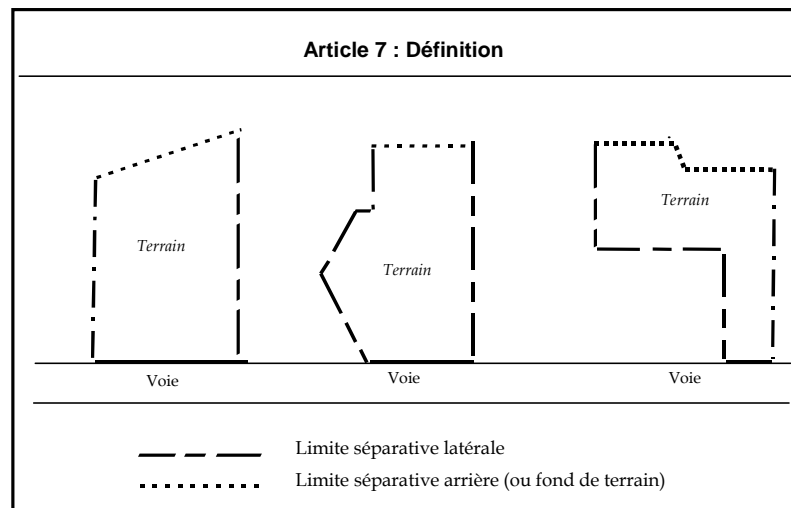 Article 7 : Définition
Terrain
Terrain
Terrain
Voie
Voie
Voie
Limite séparative latérale
Limite séparative arrière (ou fond de terrain)